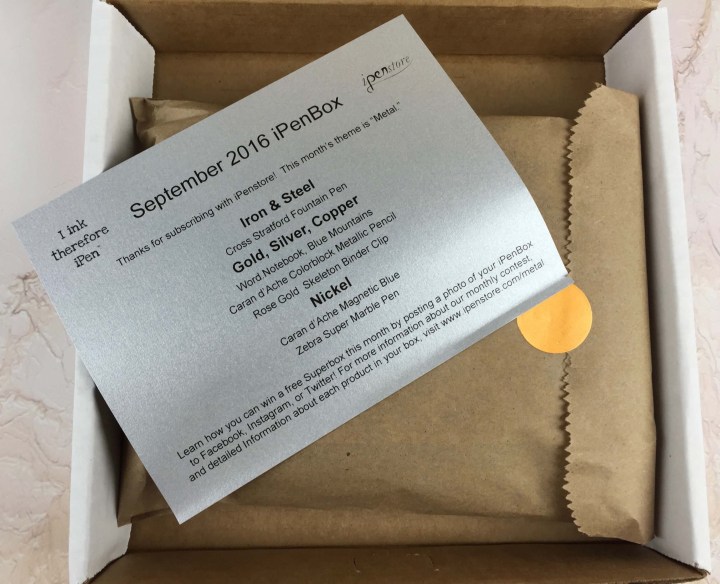 ipenstore
I ink
therefore
iPen™
September 2016 iPenBox
Thanks for subscribing with iPenstore!  This month's theme is "Metal."
Iron & Steel
Cross Stratford Fountain Pen
Gold, Silver, Copper
Word.Notebook, Blue Mountains
Caran d'Ache Colorblock Metallic Pencil
Rose Gold  Skeleton Binder Clip
Nickel
Caran d'Ache Magnetic Blue
Zebra Super Marble Pen
Learn how you can win a free Superbox this month by posting a photo of your iPenBox
to Facebook, Instagram, or Twitter! For more information about our monthly contest,
and detailed Information about each product in your box, visit www.ipenstore.com/metal